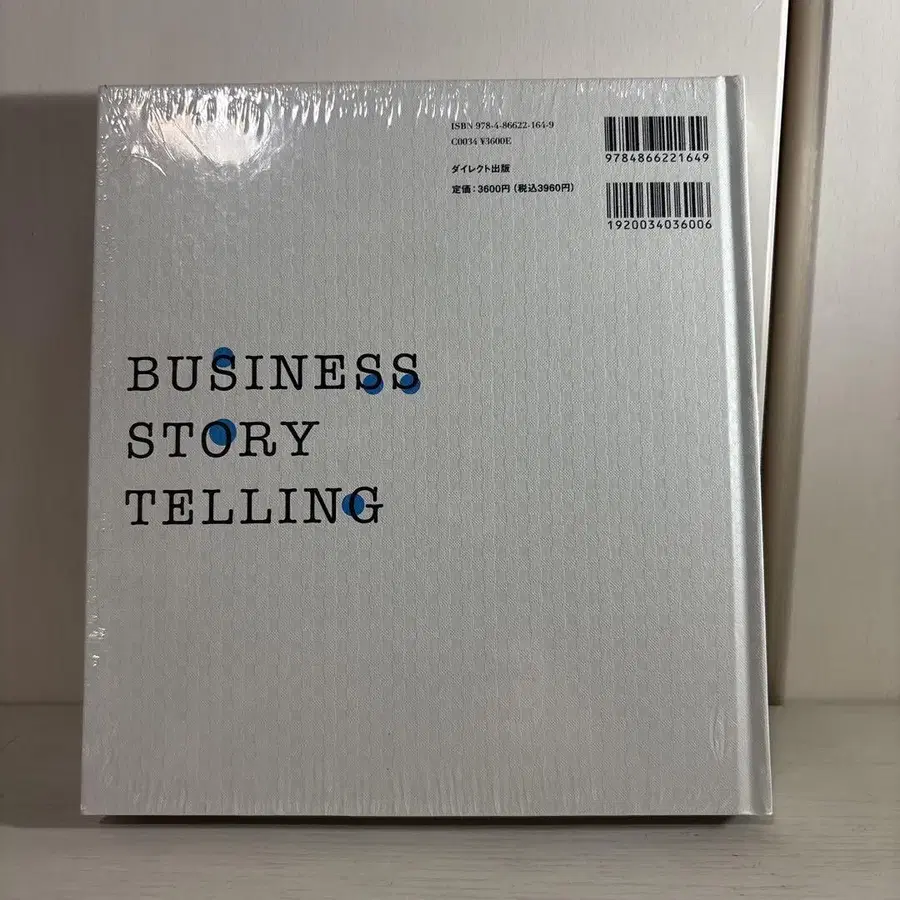 ISBN 978-4-86622-164-9
C0034 ¥3600E
ダイレクト出版
定価：3600円（税込3960円）
9784866221649
1920034036006
BUSINESS
STORY
TELLING